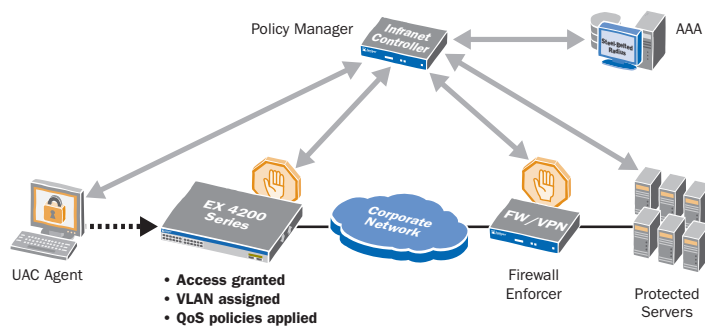 Policy Manager
Infranet
Controller
Steel-Belted
Radius
AAA
EX 4200
Series
Corporate
Network
FW/VPN
UAC Agent
• Access granted
• VLAN assigned
• QoS policies applied
Firewall
Enforcer
Protected
Servers